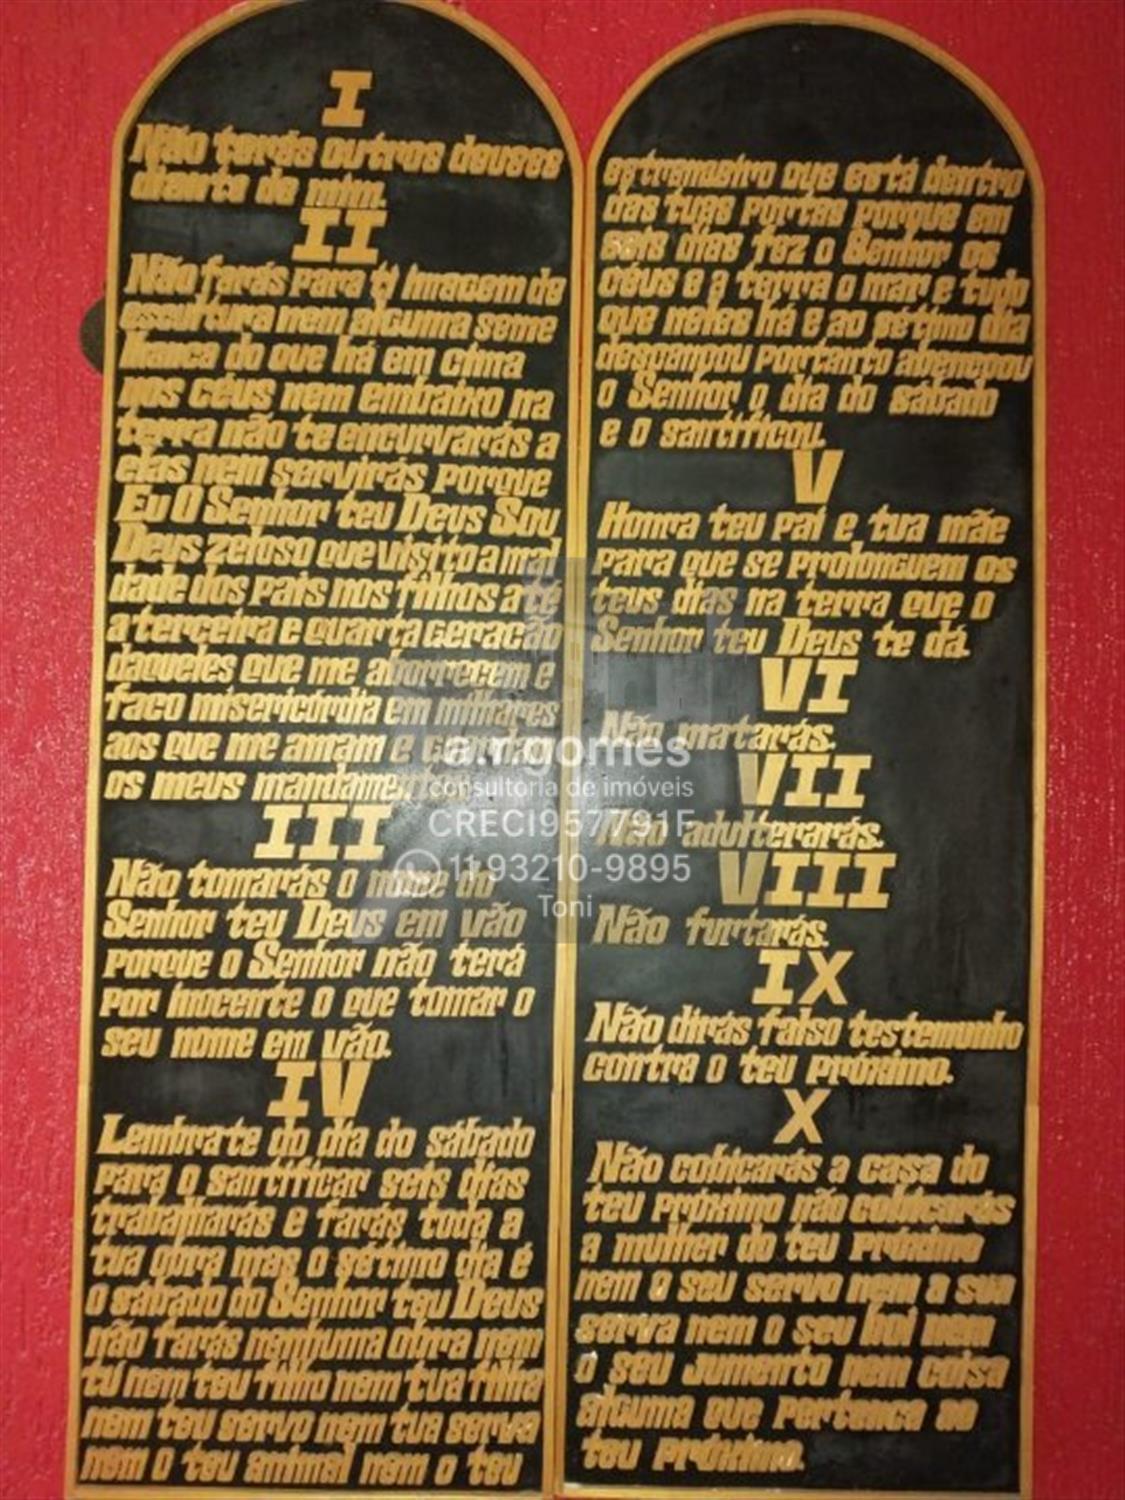 I
Não terás outros deuses
diante de mim.
II
Não farás para ti imagem de
escultura nem alguma seme
lhança do que há em cima
nos céus nem embaixo na
terra não te encurvarás a
elas nem servirás porque
Eu O Senhor teu Deus Sou
Deus zeloso que visito a mal
dade dos pais nos filhos até
a terceira e quarta geração
daqueles que me aborrecem e
faço misericórdia em milhares
aos que me amam e guardam
os meus mandamentos
III
Não tomarás o nome do
Senhor teu Deus em vão
porque o Senhor não terá
por inocente o que tomar o
seu nome em vão.
IV
Lembrate do dia do sábado
para o santificar seis dias
trabalharás e farás toda a
tua obra mas o sétimo dia é
o sábado do Senhor teu Deus
não farás nenhuma obra nem
tu nem teu filho nem tua filha
nem teu servo nem tua serva
nem o teu animal nem o teu
estrangeiro que está dentro
das tuas portas porque em
seis dias fez o Senhor os
céus e a terra o mar e tudo
que neles há e ao sétimo dia
descançou portanto abençoou
o Senhor o dia do sábado
e o santificou.
V
Honra teu pai e tua mãe
para que se prolonguem os
teus dias na terra que o
Senhor teu Deus te dá.
VI
Não matarás.
VII
Não adulterarás.
VIII
Não furtarás.
IX
Não dirás falso testemunho
contra o teu próximo.
X
Não cobiçarás a casa do
teu próximo não cobiçarás
a mulher do teu próximo
nem o seu servo nem a sua
serva nem o seu boi nem
o seu jumento nem coisa
alguma que pertença ao
teu próximo.
a.r.gomes
consultoria de imóveis
CRECI957791F
11 93210-9895
Toni